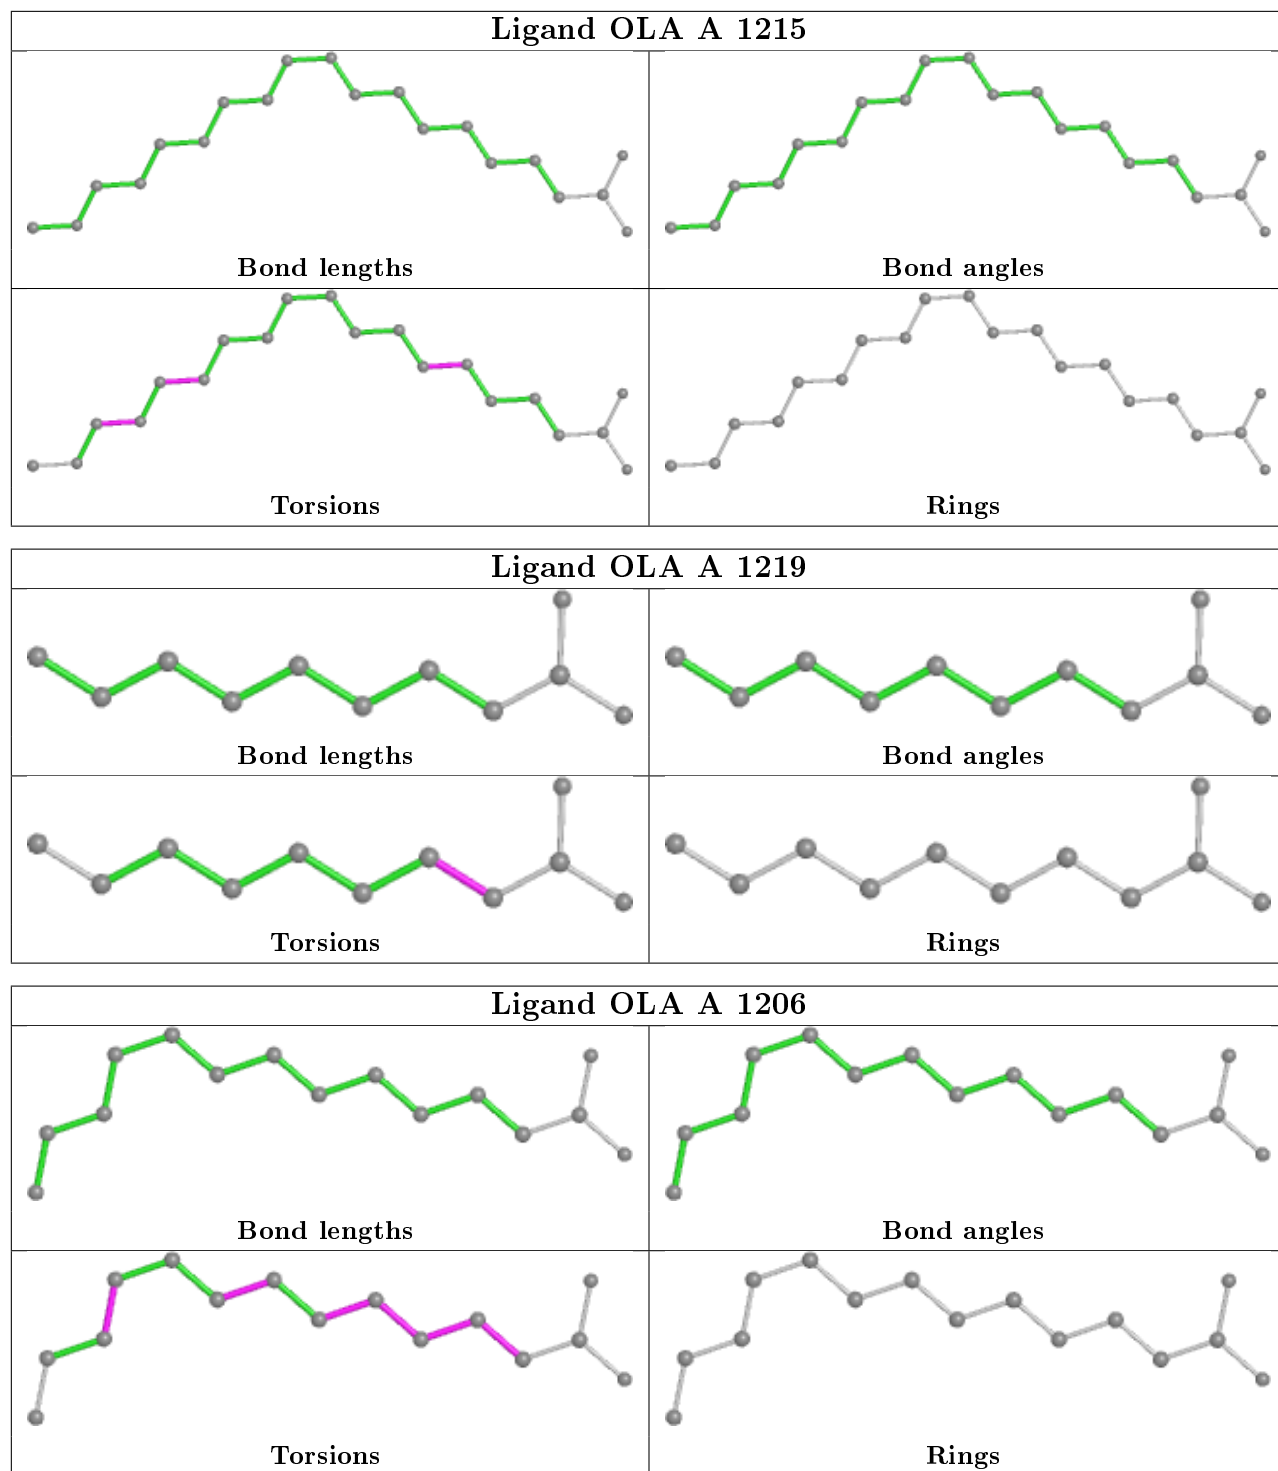 Ligand OLA A 1215
Bond lengths
Bond angles
Torsions
Rings
Ligand OLA A 1219
Bond lengths
Bond angles
Torsions
Rings
Ligand OLA A 1206
Bond lengths
Bond angles
Torsions
Rings